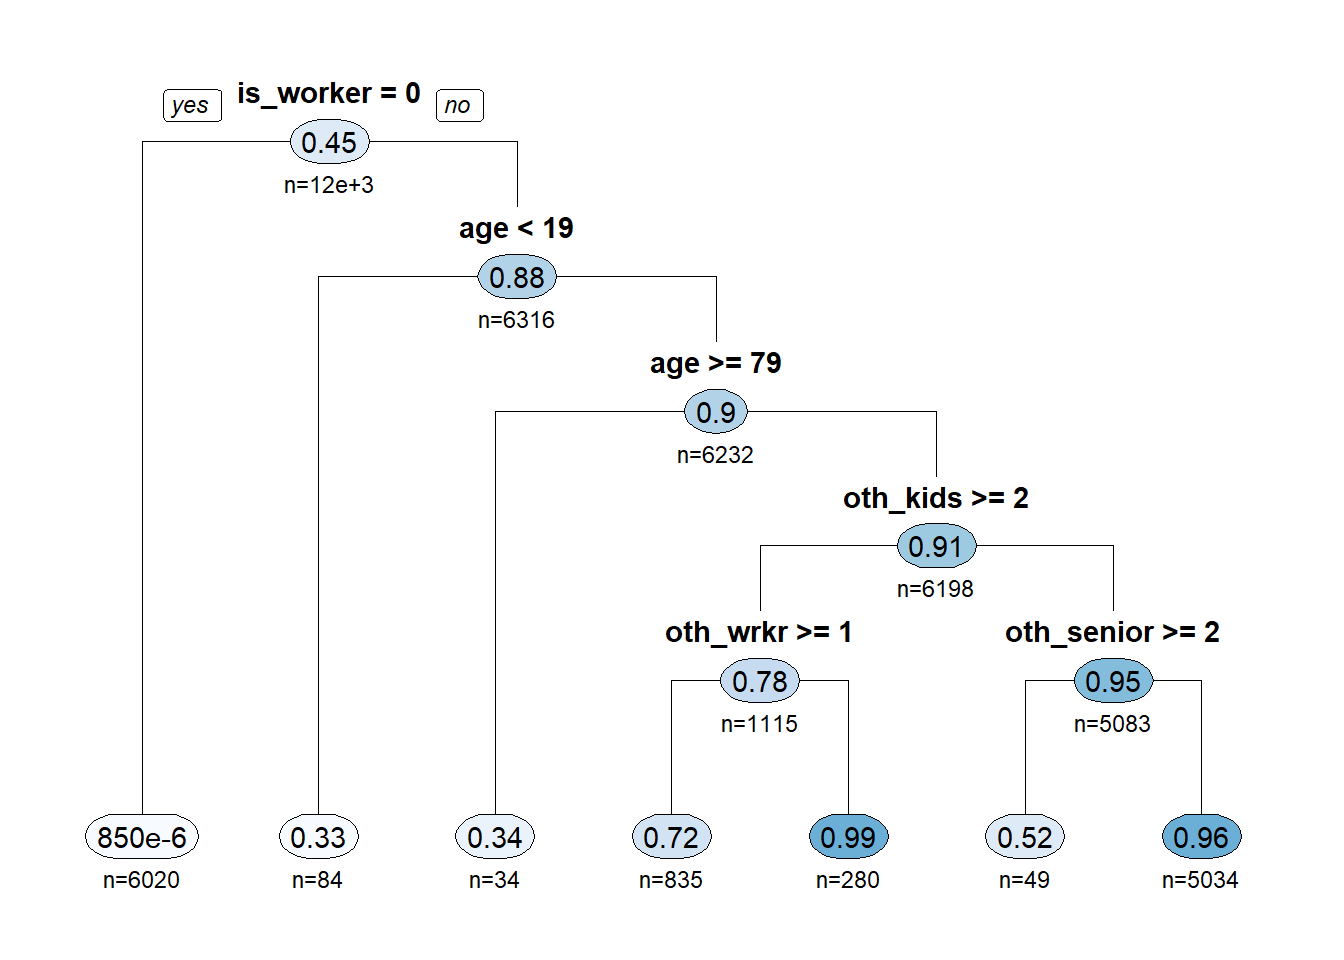 yes is_worker = 0 no
0.45
n=12e+3
age < 19
0.88
n=6316
age >= 79
0.9
n=6232
oth_kids >= 2
0.91
n=6198
oth_wrkr >= 1 oth_senior >= 2
0.78 0.95
n=1115 n=5083
850e-6 0.33 0.34 0.72 0.99 0.52 0.96
n=6020 n=84 n=34 n=835 n=280 n=49 n=5034